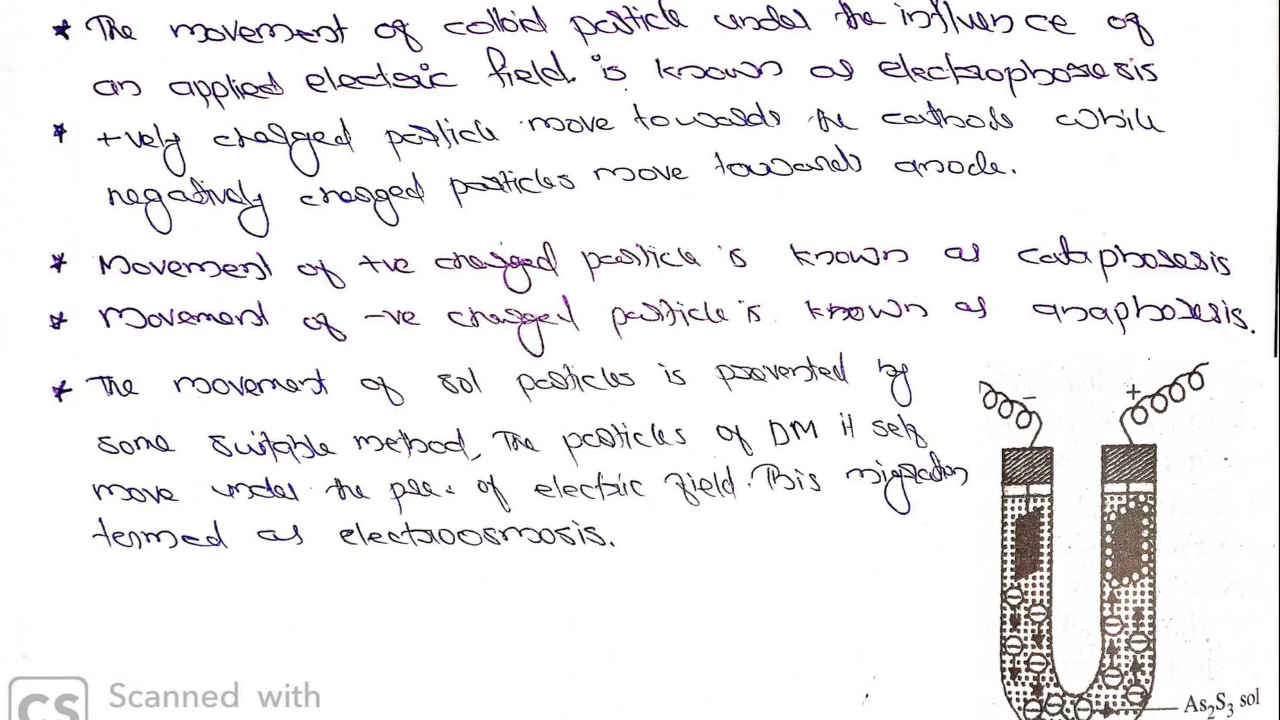 * The movement of colloid particle under the influence of
an applied electric field is known as electrophoresis
* +vely charged particle move towards the cathode while
negatively charged particles move towards anode.
* Movement of +ve charged particle is known as cataphoresis
* Movement of -ve charged particle is known as anaphoresis.
* The movement of sol particles is prevented by
some suitable method, The particles of DM it self
move under the of electric field. This migration
termed as electroosmosis.
- +
As₂S₃ sol
CS Scanned with